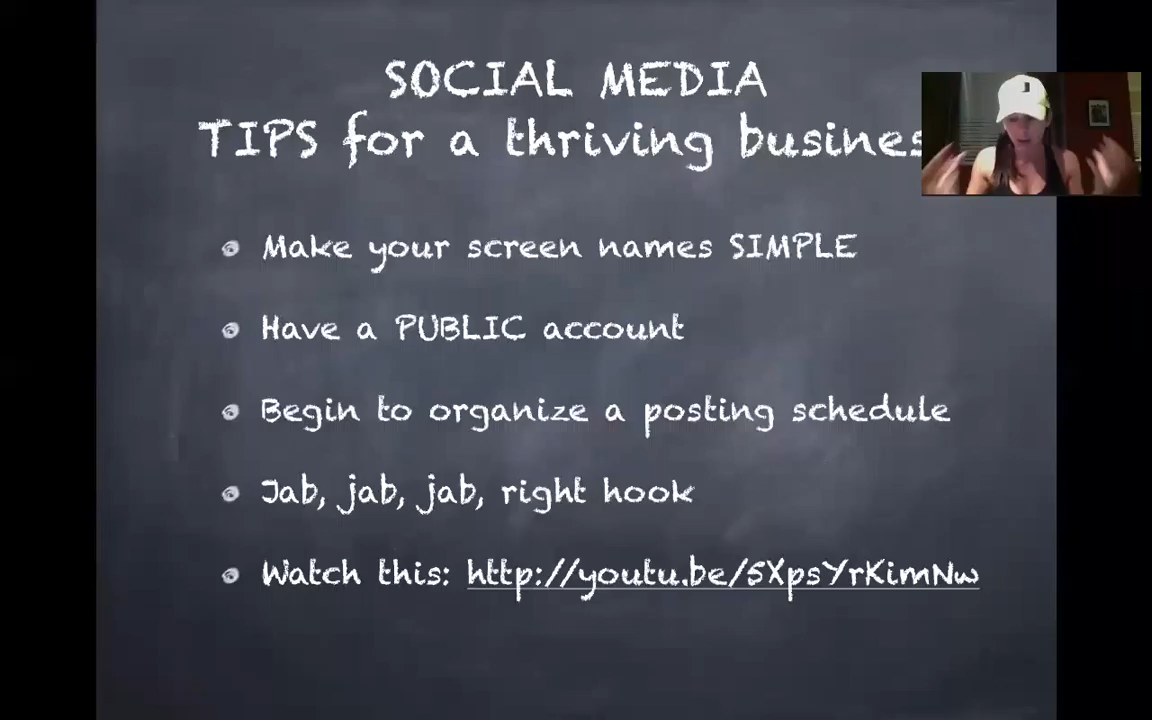 SOCIAL MEDIA
TIPS for a thriving busines
Make your screen names SIMPLE
Have a PUBLIC account
Begin to organize a posting schedule
Jab, jab, jab, right hook
Watch this: http://youtu.be/5XpsYrKimNw